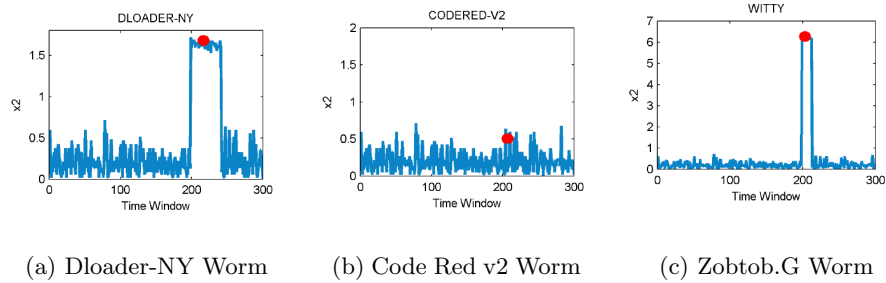 DLOADER-NY
1.5
1
0.5
0
x2
0
100
200
300
Time Window
(a) Dloader-NY Worm
CODERED-V2
2
1.5
1
0.5
0
x2
0
100
200
300
Time Window
(b) Code Red v2 Worm
WITTY
7
6
5
4
3
2
1
0
x2
0
100
200
300
Time Window
(c) Zobtob.G Worm